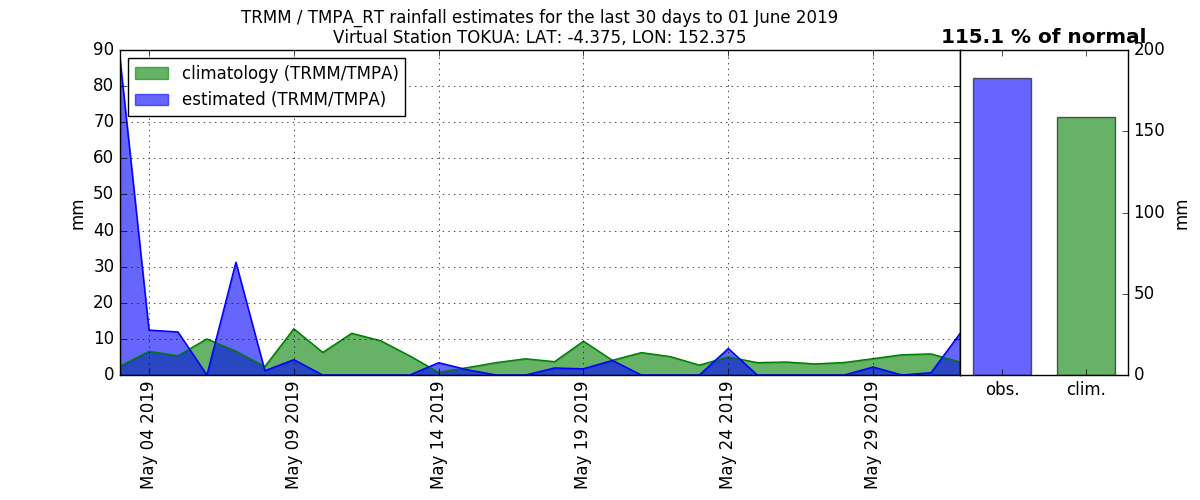 TRMM / TMPA_RT rainfall estimates for the last 30 days to 01 June 2019
Virtual Station TOKUA: LAT: -4.375, LON: 152.375
115.1 % of normal
climatology (TRMM/TMPA)
estimated (TRMM/TMPA)
90
80
70
60
50
40
30
20
10
0
mm
May 04 2019
May 09 2019
May 14 2019
May 19 2019
May 24 2019
May 29 2019
200
150
100
50
0
mm
obs.
clim.